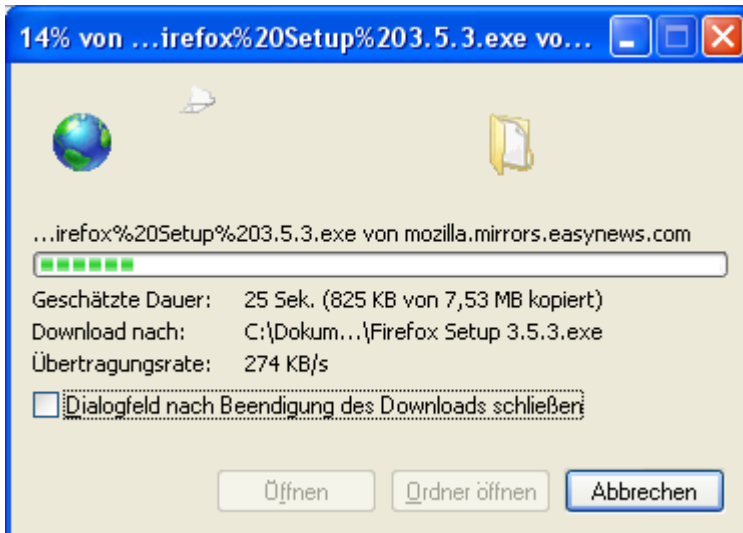 14% von ...irefox%20Setup%203.5.3.exe vo...
...irefox%20Setup%203.5.3.exe von mozilla.mirrors.easynews.com
Geschätzte Dauer: 25 Sek. (825 KB von 7,53 MB kopiert)
Download nach: C:\Dokum...\Firefox Setup 3.5.3.exe
Übertragungsrate: 274 KB/s
Dialogfeld nach Beendigung des Downloads schließen
Öffnen Ordner öffnen Abbrechen